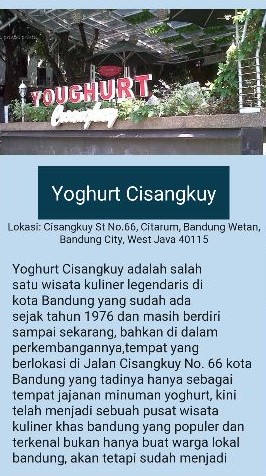 YOUGHURT
Cisangkuy
Yoghurt Cisangkuy
Lokasi: Cisangkuy St No.66, Citarum, Bandung Wetan,
Bandung City, West Java 40115
Yoghurt Cisangkuy adalah salah
satu wisata kuliner legendaris di
kota Bandung yang sudah ada
sejak tahun 1976 dan masih berdiri
sampai sekarang, bahkan di dalam
perkembangannya,tempat yang
berlokasi di Jalan Cisangkuy No. 66 kota
Bandung yang tadinya hanya sebagai
tempat jajanan minuman yoghurt, kini
telah menjadi sebuah pusat wisata
kuliner khas bandung yang populer dan
terkenal bukan hanya buat warga lokal
bandung, akan tetapi sudah menjadi